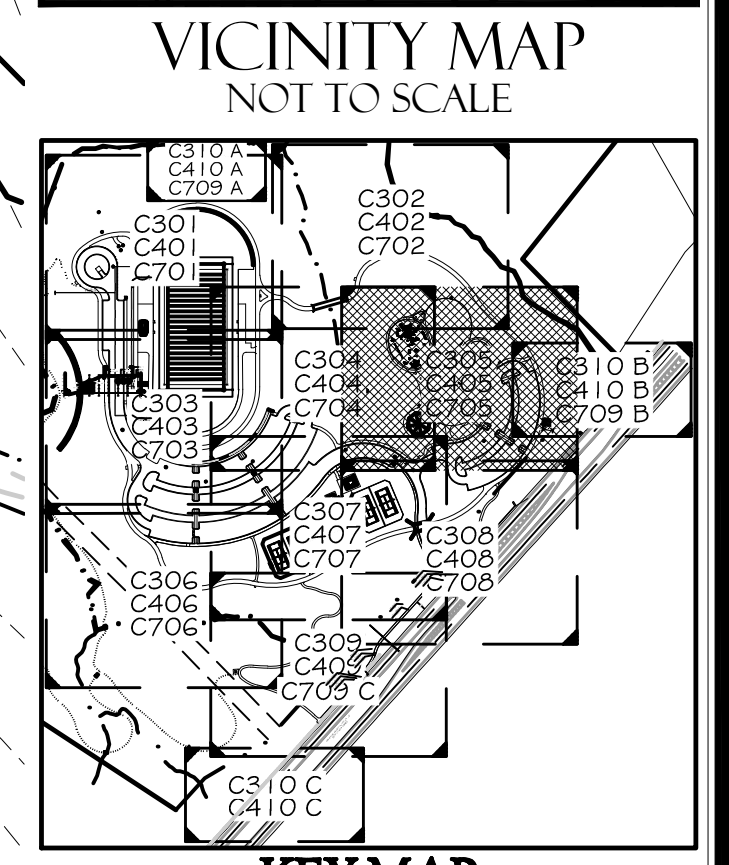 VICINITY MAP
NOT TO SCALE
C310 A
C410 A
C709 A
C301
C401
C701
C302
C402
C702
C304
C404
C704
C305
C405
C705
C310 B
C410 B
C709 B
C303
C403
C703
C307
C407
C707
C308
C408
C708
C306
C406
C706
C309
C409
C709 C
C310 C
C410 C
KEY MAP